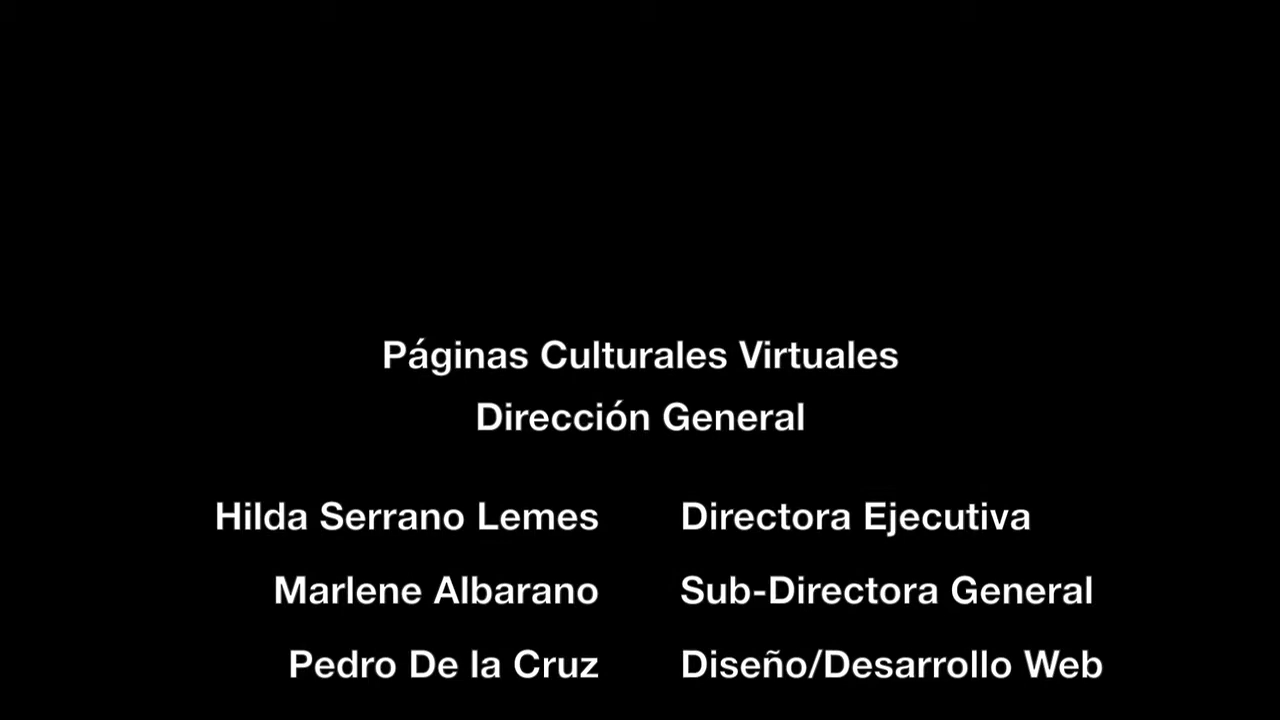 Páginas Culturales Virtuales
Dirección General
Hilda Serrano Lemes Directora Ejecutiva
Marlene Albarano Sub-Directora General
Pedro De la Cruz Diseño/Desarrollo Web